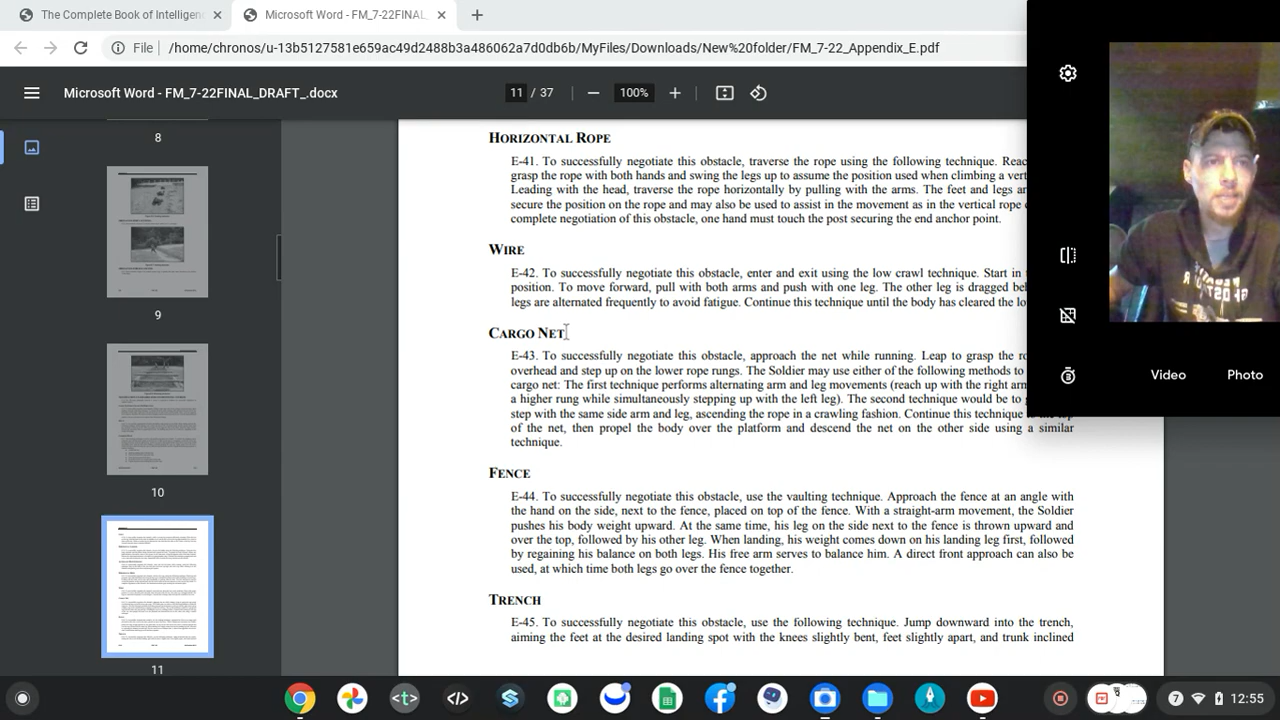 The Complete Book of Intelligenc
Microsoft Word - FM_7-22FINAL_
File
/home/chronos/u-13b5127581e659ac49d2488b3a486062a7d0db6b/MyFiles/Downloads/New%20folder/FM_7-22_Appendix_E.pdf
Microsoft Word - FM_7-22FINAL_DRAFT_.docx
11 / 37
100%
8
9
10
11
HORIZONTAL ROPE
E-41. To successfully negotiate this obstacle, traverse the rope using the following technique. Reac
grasp the rope with both hands and swing the legs up to assume the position used when climbing a vert
Leading with the head, traverse the rope horizontally by pulling with the arms. The feet and legs ar
secure the position on the rope and may also be used to assist in the movement as in the vertical rope
complete negotiation of this obstacle, one hand must touch the post securing the end anchor point.
WIRE
E-42. To successfully negotiate this obstacle, enter and exit using the low crawl technique. Start in
position. To move forward, pull with both arms and push with one leg. The other leg is dragged be
legs are alternated frequently to avoid fatigue. Continue this technique until the body has cleared the lo
CARGO NET
E-43. To successfully negotiate this obstacle, approach the net while running. Leap to grasp the ro
overhead and step up on the lower rope rungs. The Soldier may use either of the following methods to
cargo net: The first technique performs alternating arm and leg movements (reach up with the right arm
a higher rung while simultaneously stepping up with the left leg). The second technique would be to
step with the same side arm and leg, ascending the rope in a crawling fashion. Continue this technique top
of the net, then propel the body over the platform and descend the net on the other side using a similar
technique.
FENCE
E-44. To successfully negotiate this obstacle, use the vaulting technique. Approach the fence at an angle with
the hand on the side, next to the fence, placed on top of the fence. With a straight-arm movement, the Soldier
pushes his body weight upward. At the same time, his leg on the side next to the fence is thrown upward and
over the top, followed by his other leg. When landing, his weight comes down on his landing leg first, followed
by regaining his balance on both legs. His free arm serves to balance him. A direct front approach can also be
used, at which time both legs go over the fence together.
TRENCH
E-45. To successfully negotiate this obstacle, use the following technique. Jump downward into the trench,
aiming the feet at the desired landing spot with the knees slightly bent, feet slightly apart, and trunk inclined
Video
Photo
7
12:55